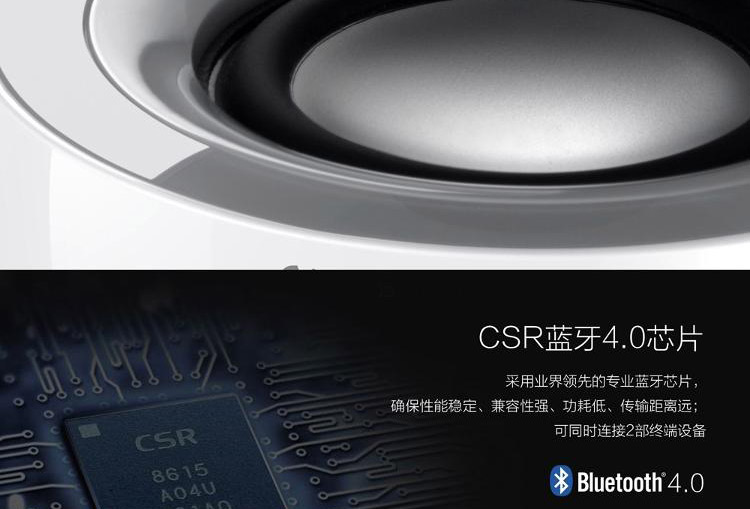 CSR蓝牙4.0芯片
采用业界领先的专业蓝牙芯片，
确保性能稳定、兼容性强、功耗低、传输距离远；
可同时连接2部终端设备
CSR
8615
A04U
Bluetooth® 4.0